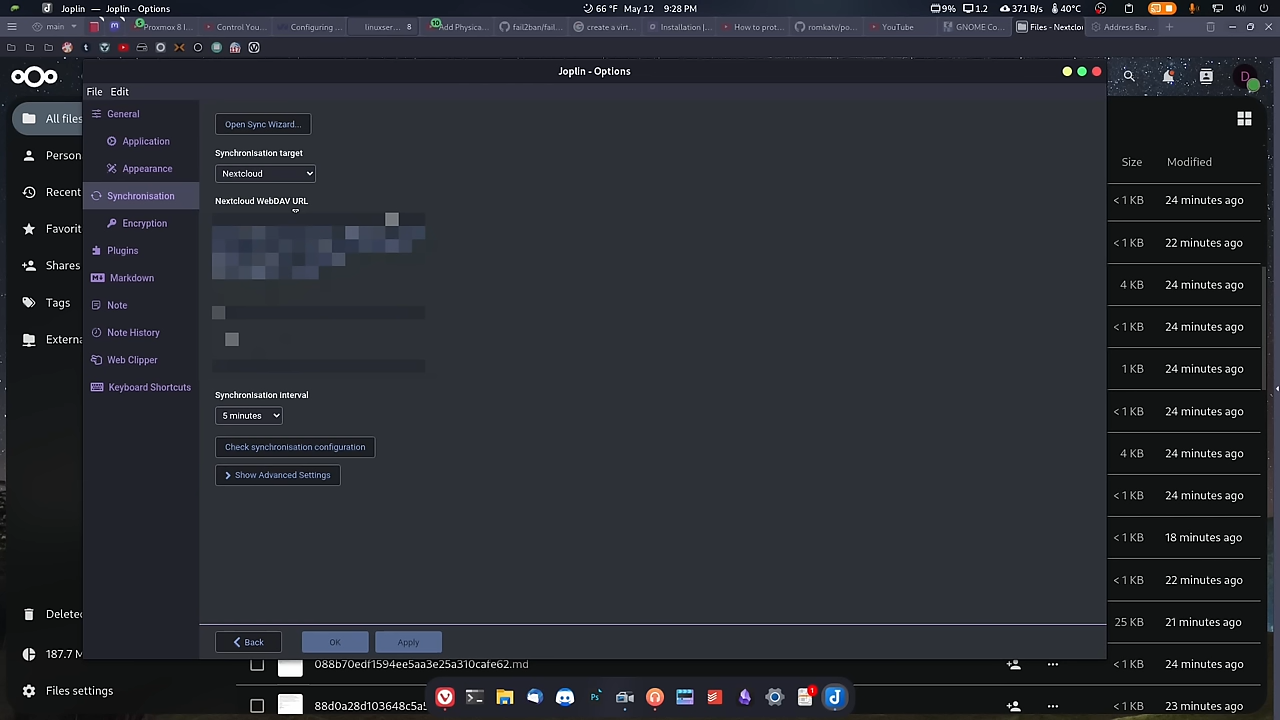 Joplin Joplin - Options
66 °F May 12 9:28 PM
9% 1.2 371 B/s 40°C
main
Proxmox 8 I...
Control You...
Configuring ...
linuxser...
Add Physica...
fail2ban/fail...
create a virt...
Installation |...
How to prot...
romkatv/po...
YouTube
GNOME Co...
Files - Nextclo
Address Bar...
Joplin - Options
File Edit
All files
Person
Recent
Favorit
Shares
Tags
Externa
Deleted
187.7 M
Files settings
General
Application
Appearance
Synchronisation
Encryption
Plugins
Markdown
Note
Note History
Web Clipper
Keyboard Shortcuts
Open Sync Wizard...
Synchronisation target
Nextcloud
Nextcloud WebDAV URL
Synchronisation interval
5 minutes
Check synchronisation configuration
Show Advanced Settings
Back OK Apply
Size Modified
< 1 KB 24 minutes ago
< 1 KB 22 minutes ago
4 KB 24 minutes ago
< 1 KB 24 minutes ago
1 KB 24 minutes ago
< 1 KB 24 minutes ago
4 KB 24 minutes ago
< 1 KB 24 minutes ago
< 1 KB 18 minutes ago
< 1 KB 22 minutes ago
25 KB 21 minutes ago
088b70edf1594ee5aa3e25a310cafe62.md < 1 KB 24 minutes ago
88d0a28d103648c5a5 < 1 KB 23 minutes ago